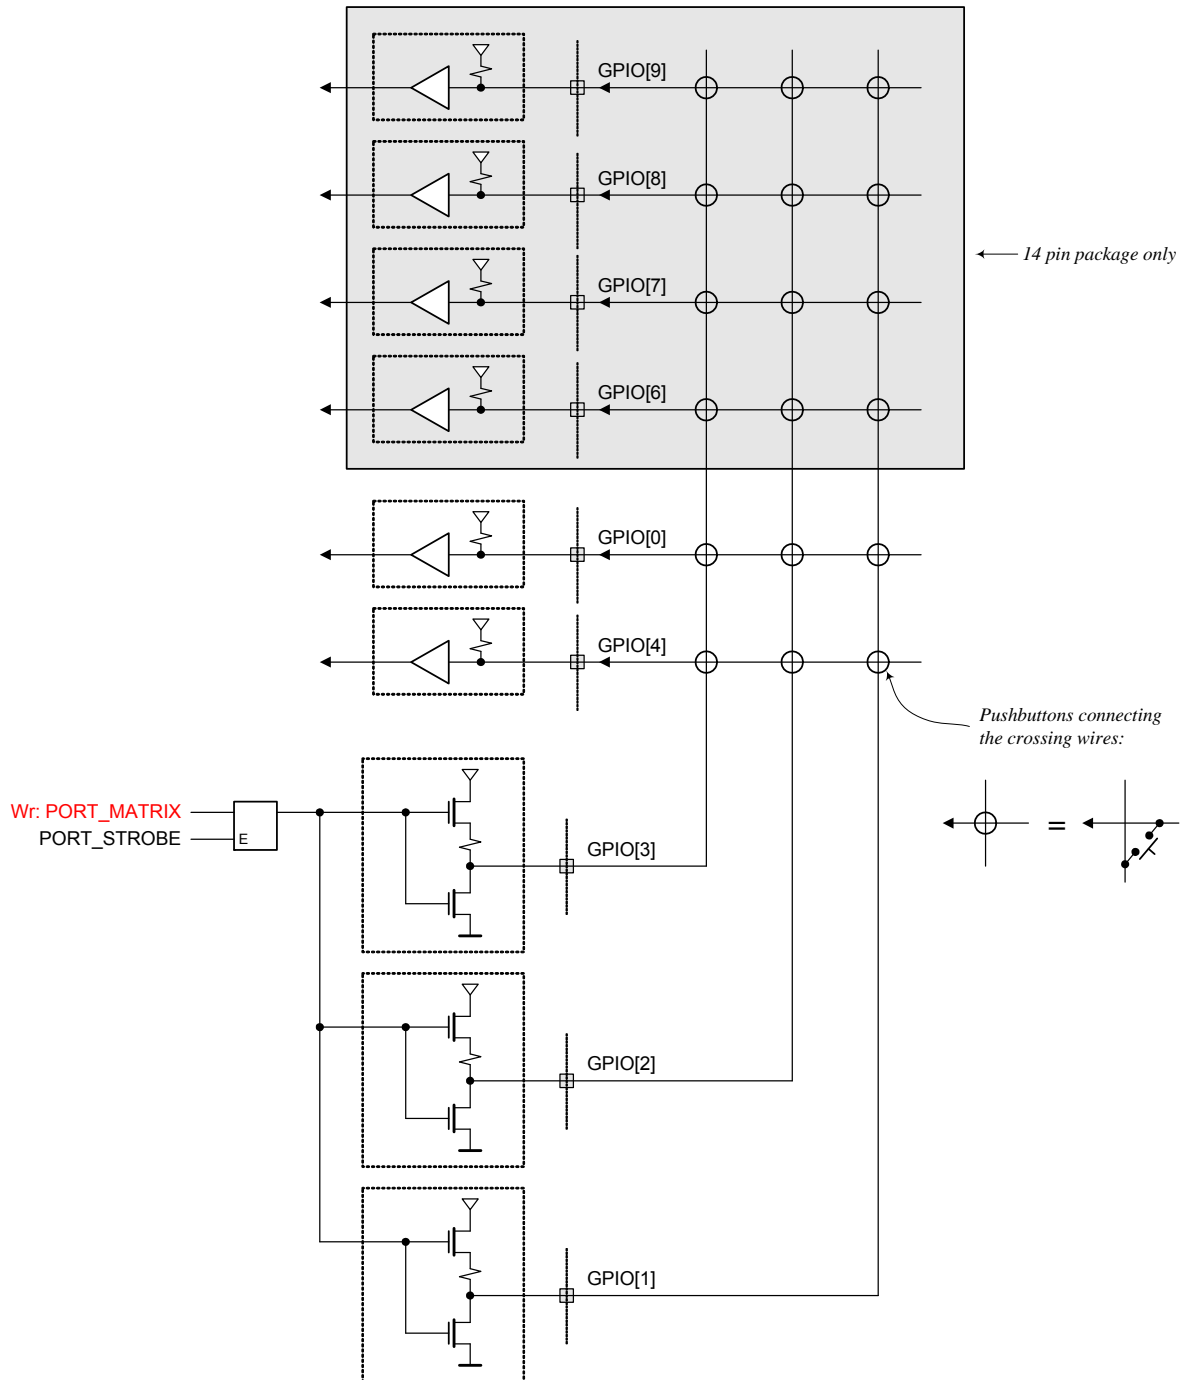 GPIO[9]
GPIO[8]
14 pin package only
GPIO[7]
GPIO[6]
GPIO[0]
GPIO[4]
Pushbuttons connecting
the crossing wires:
Wr: PORT_MATRIX
PORT_STROBE
E
=
GPIO[3]
GPIO[2]
GPIO[1]